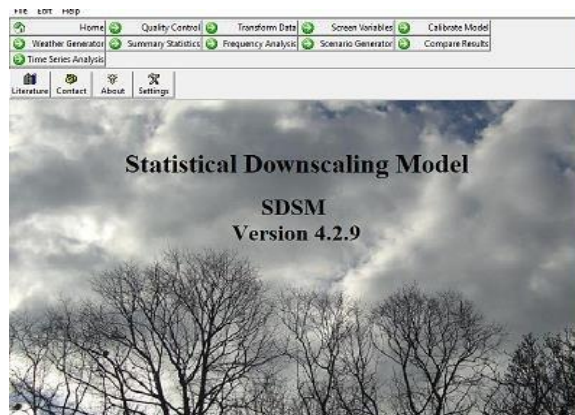 File Edit Help
Home Quality Control Transform Data Screen Variables Calibrate Model
Weather Generator Summary Statistics Frequency Analysis Scenario Generator Compare Results
Time Series Analysis
Literature Contact About Settings
Statistical Downscaling Model
SDSM
Version 4.2.9